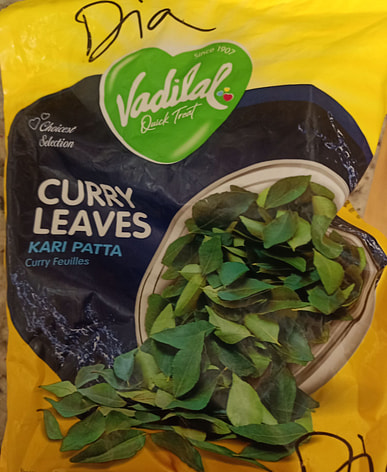 Dia
Since 1907
Vadilal
Quick Treat
Choicest
Selection
CURRY
LEAVES
KARI PATTA
Curry Feuilles